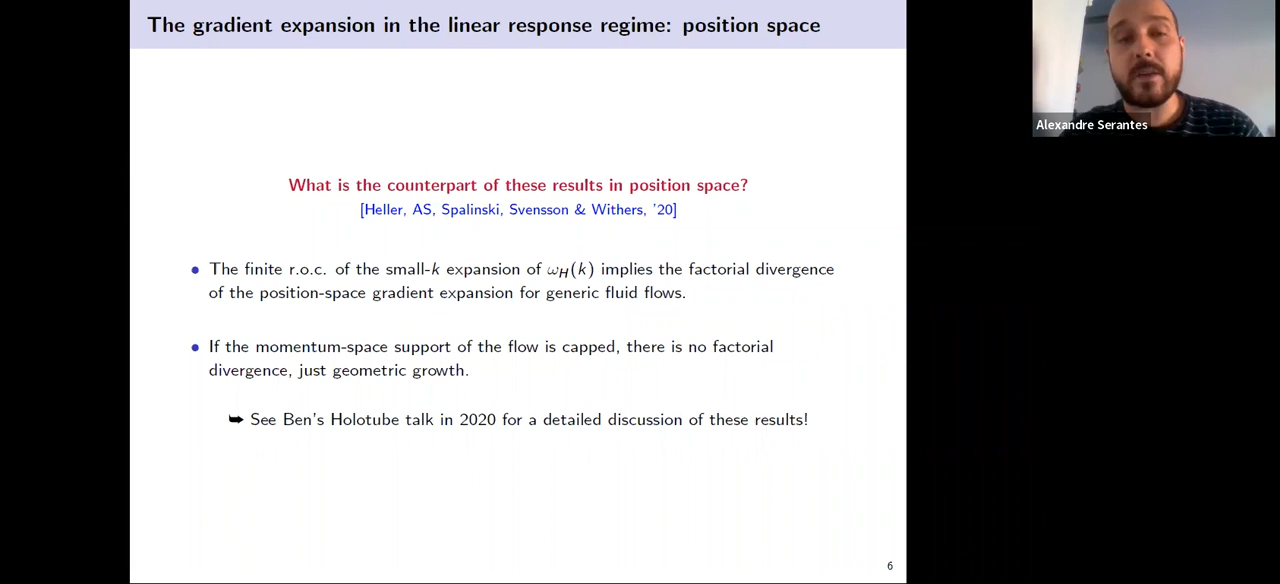 The gradient expansion in the linear response regime: position space
Alexandre Serantes
What is the counterpart of these results in position space?
[Heller, AS, Spalinski, Svensson & Withers, '20]
• The finite r.o.c. of the small-k expansion of ω_H(k) implies the factorial divergence
of the position-space gradient expansion for generic fluid flows.
• If the momentum-space support of the flow is capped, there is no factorial
divergence, just geometric growth.
➥ See Ben's Holotube talk in 2020 for a detailed discussion of these results!
6